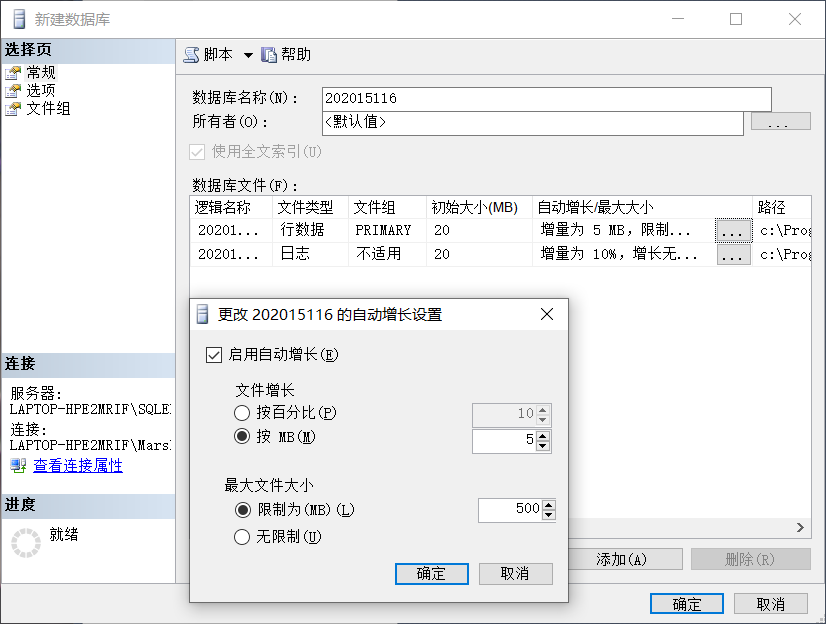 新建数据库
选择页
常规
选项
文件组
脚本 帮助
数据库名称(N): 202015116
所有者(O): <默认值> ...
使用全文索引(U)
数据库文件(F):
逻辑名称 文件类型 文件组 初始大小(MB) 自动增长/最大大小 路径
20201... 行数据 PRIMARY 20 增量为 5 MB，限制... ... c:\Prog
20201... 日志 不适用 20 增量为 10%，增长无... ... c:\Prog
更改 202015116 的自动增长设置
启用自动增长(E)
文件增长
按百分比(P) 10
按 MB(M) 5
最大文件大小
限制为(MB)(L) 500
无限制(U)
确定 取消
连接
服务器:
LAPTOP-HPE2MRIF\SQLE
连接:
LAPTOP-HPE2MRIF\Mars
查看连接属性
进度
就绪
添加(A) 删除(R)
确定 取消